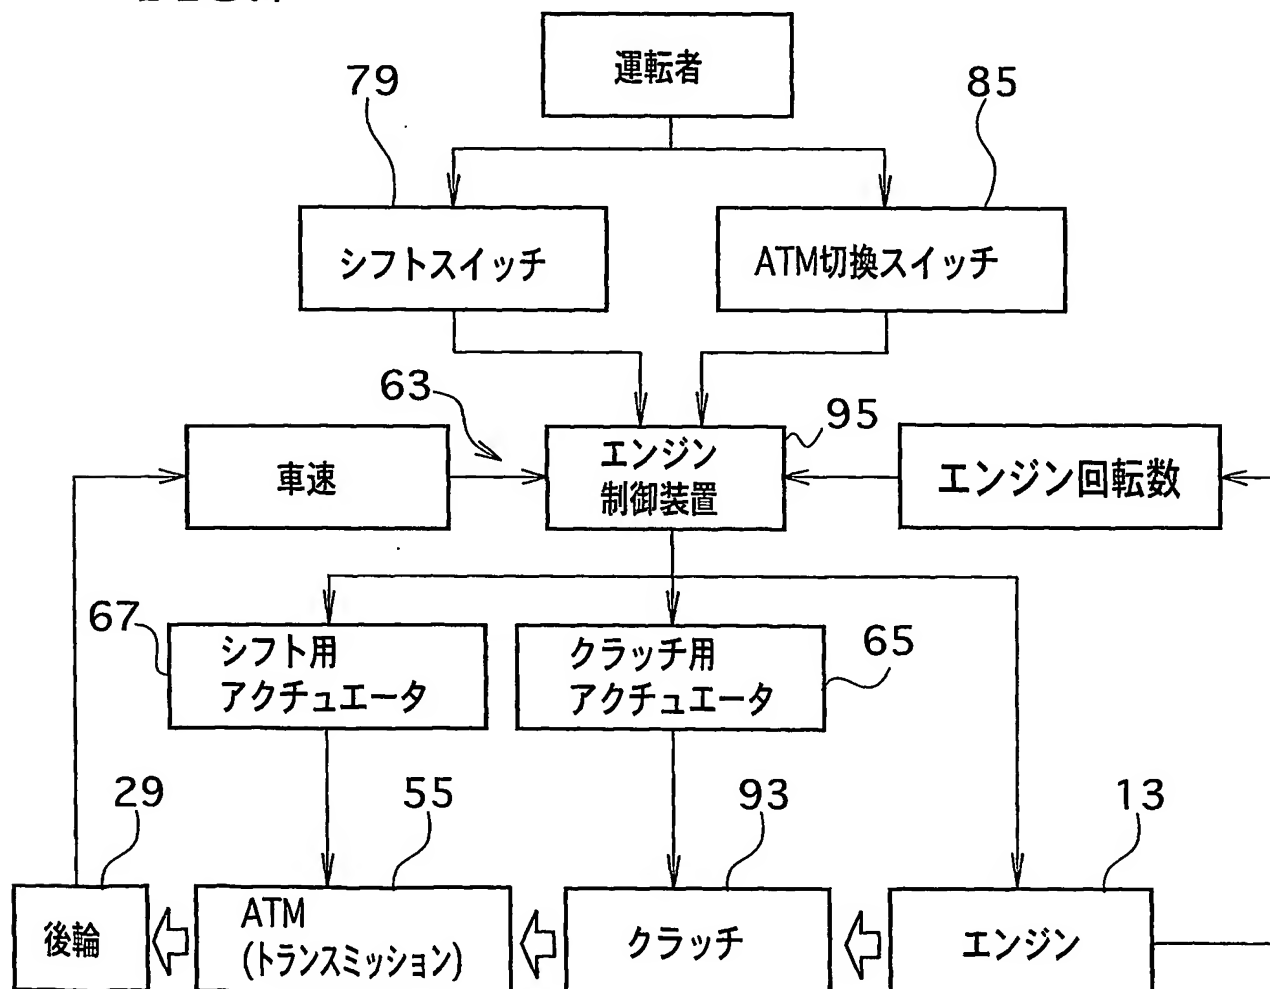 運転者
79
85
シフトスイッチ
ATM切換スイッチ
63
95
車速
エンジン
制御装置
エンジン回転数
67
シフト用
アクチュエータ
クラッチ用
アクチュエータ
65
29
55
93
13
後輪
ATM
(トランスミッション)
クラッチ
エンジン